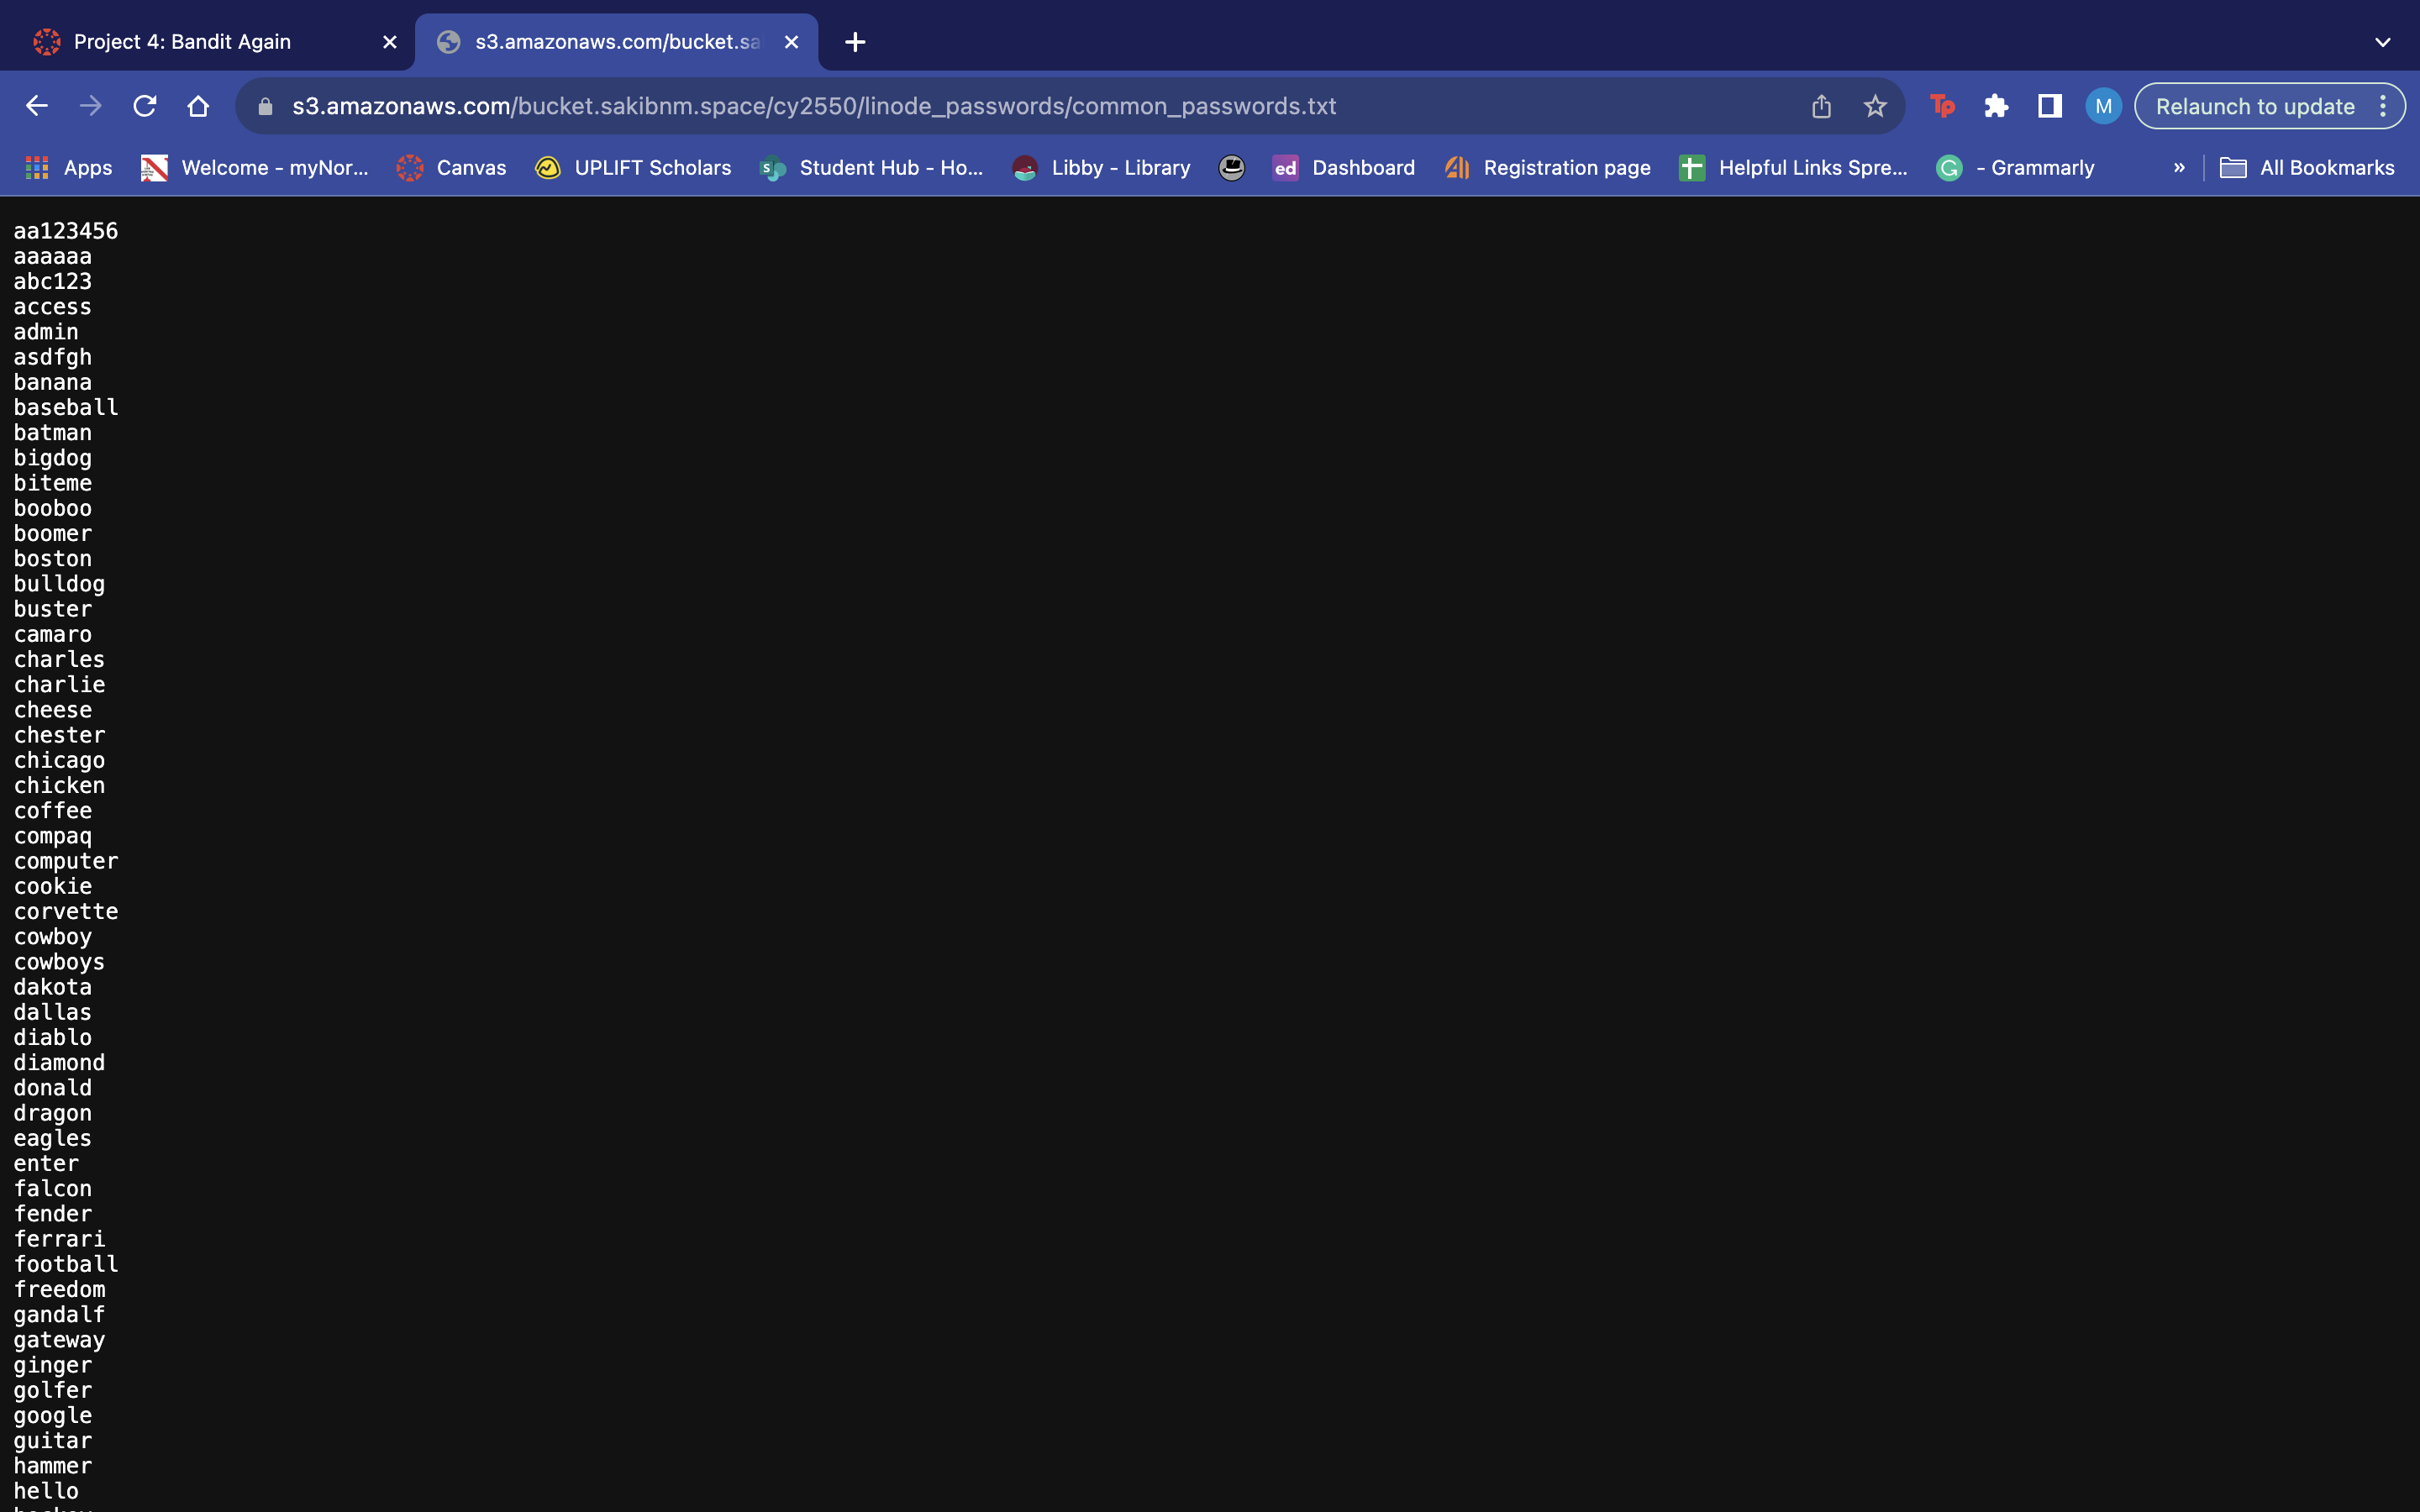 Project 4: Bandit Again
s3.amazonaws.com/bucket.sa
s3.amazonaws.com/bucket.sakibnm.space/cy2550/linode_passwords/common_passwords.txt
Tp
M
Relaunch to update
Apps
Welcome - myNor...
Canvas
UPLIFT Scholars
S
Student Hub - Ho...
Libby - Library
ed
Dashboard
Registration page
Helpful Links Spre...
G
- Grammarly
»
All Bookmarks
aa123456
aaaaaa
abc123
access
admin
asdfgh
banana
baseball
batman
bigdog
biteme
booboo
boomer
boston
bulldog
buster
camaro
charles
charlie
cheese
chester
chicago
chicken
coffee
compaq
computer
cookie
corvette
cowboy
cowboys
dakota
dallas
diablo
diamond
donald
dragon
eagles
enter
falcon
fender
ferrari
football
freedom
gandalf
gateway
ginger
golfer
google
guitar
hammer
hello